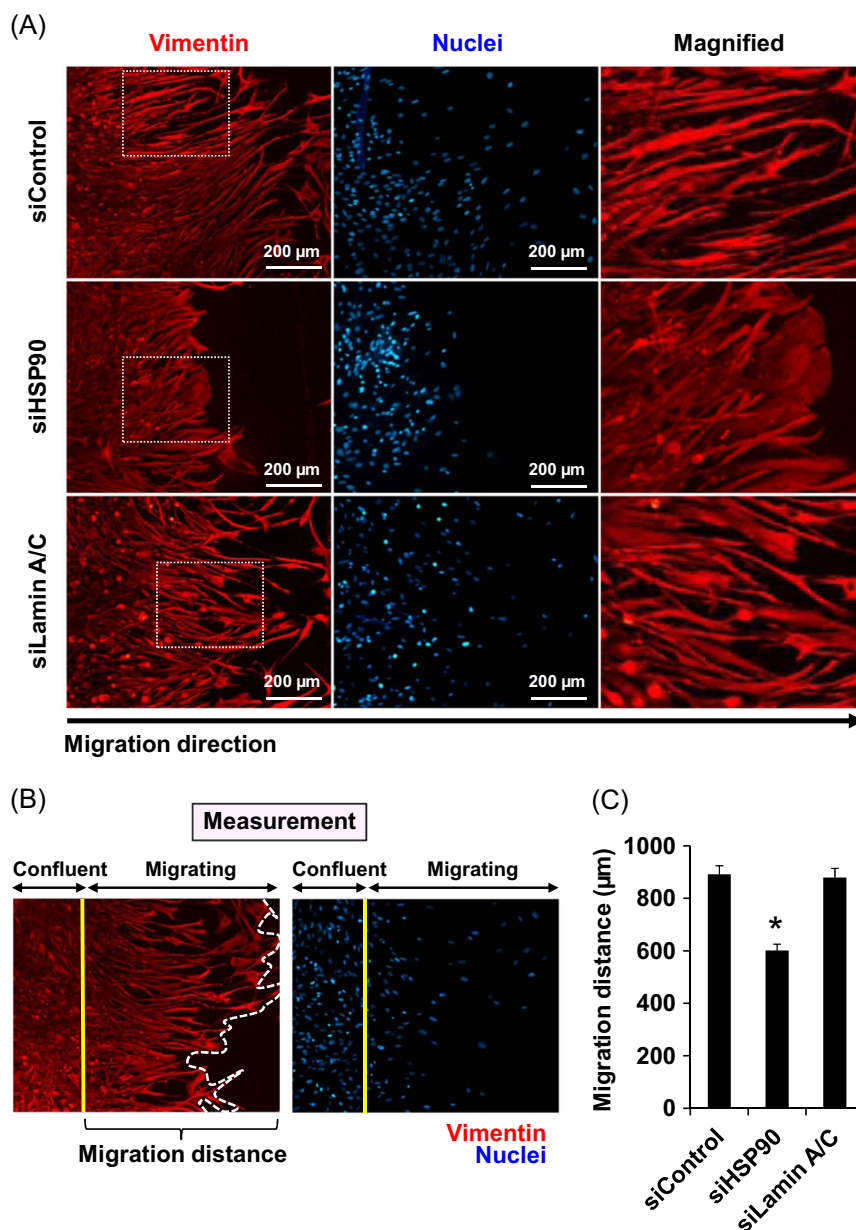 (A)
Vimentin Nuclei Magnified
siControl
200 µm 200 µm
siHSP90
200 µm 200 µm
siLamin A/C
200 µm 200 µm
Migration direction
(B)
Measurement
Confluent Migrating Confluent Migrating
Migration distance
Vimentin
Nuclei
(C)
Migration distance (µm)
1000
800
600
400
200
0
*
siControl
siHSP90
siLamin A/C